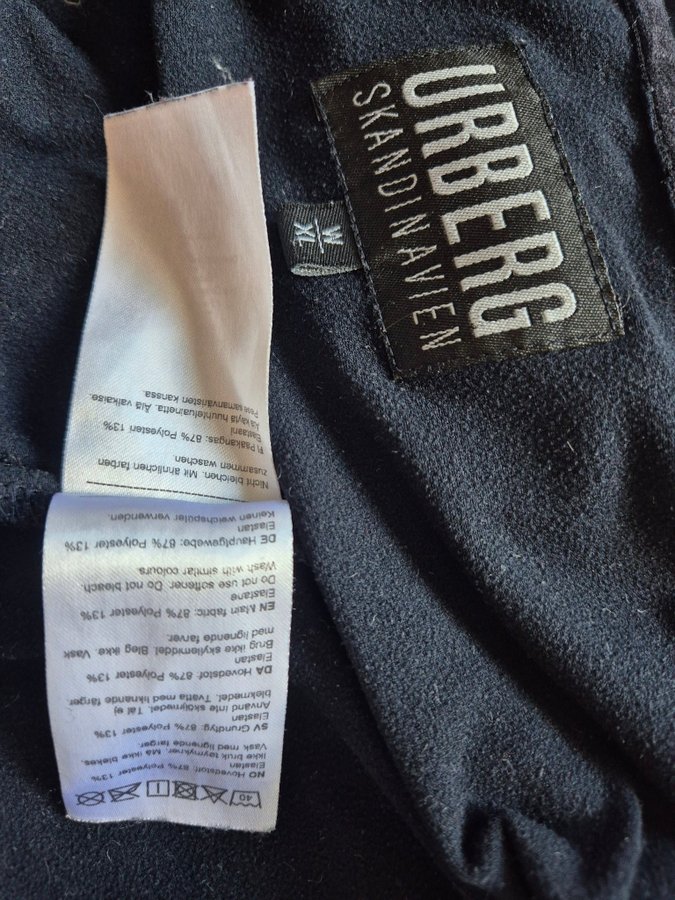 URBERG
SKANDINAVIEN
W
XL
40
NO Hovedstoff: 87% Polyester 13%
ikke bruk tøymykner. Må ikke blekes.
Vask med lignende farger.
SV Grundtyg: 87% Polyester 13%
Elastan
Använd inte sköljmedel. Tål ej
blekmedel. Tvätta med liknande färger.
DA Hovedstof: 87% Polyester 13%
Elastan
Brug ikke skyllemiddel. Bleg ikke. Vask
med lignende farver.
EN Main fabric: 87% Polyester 13%
Elastane
Do not use softener. Do not bleach.
Wash with similar colours.
DE Hauptgewebe: 87% Polyester 13%
Elastan
Keinen weichspüler verwenden.
Nicht bleichen. Mit ähnlichen farben
zusammen waschen.
FI Pääkangas: 87% Polyester 13%
Elastaani
Älä käytä huuhteluainetta. Älä valkaise.
Pese samanväristen kanssa.